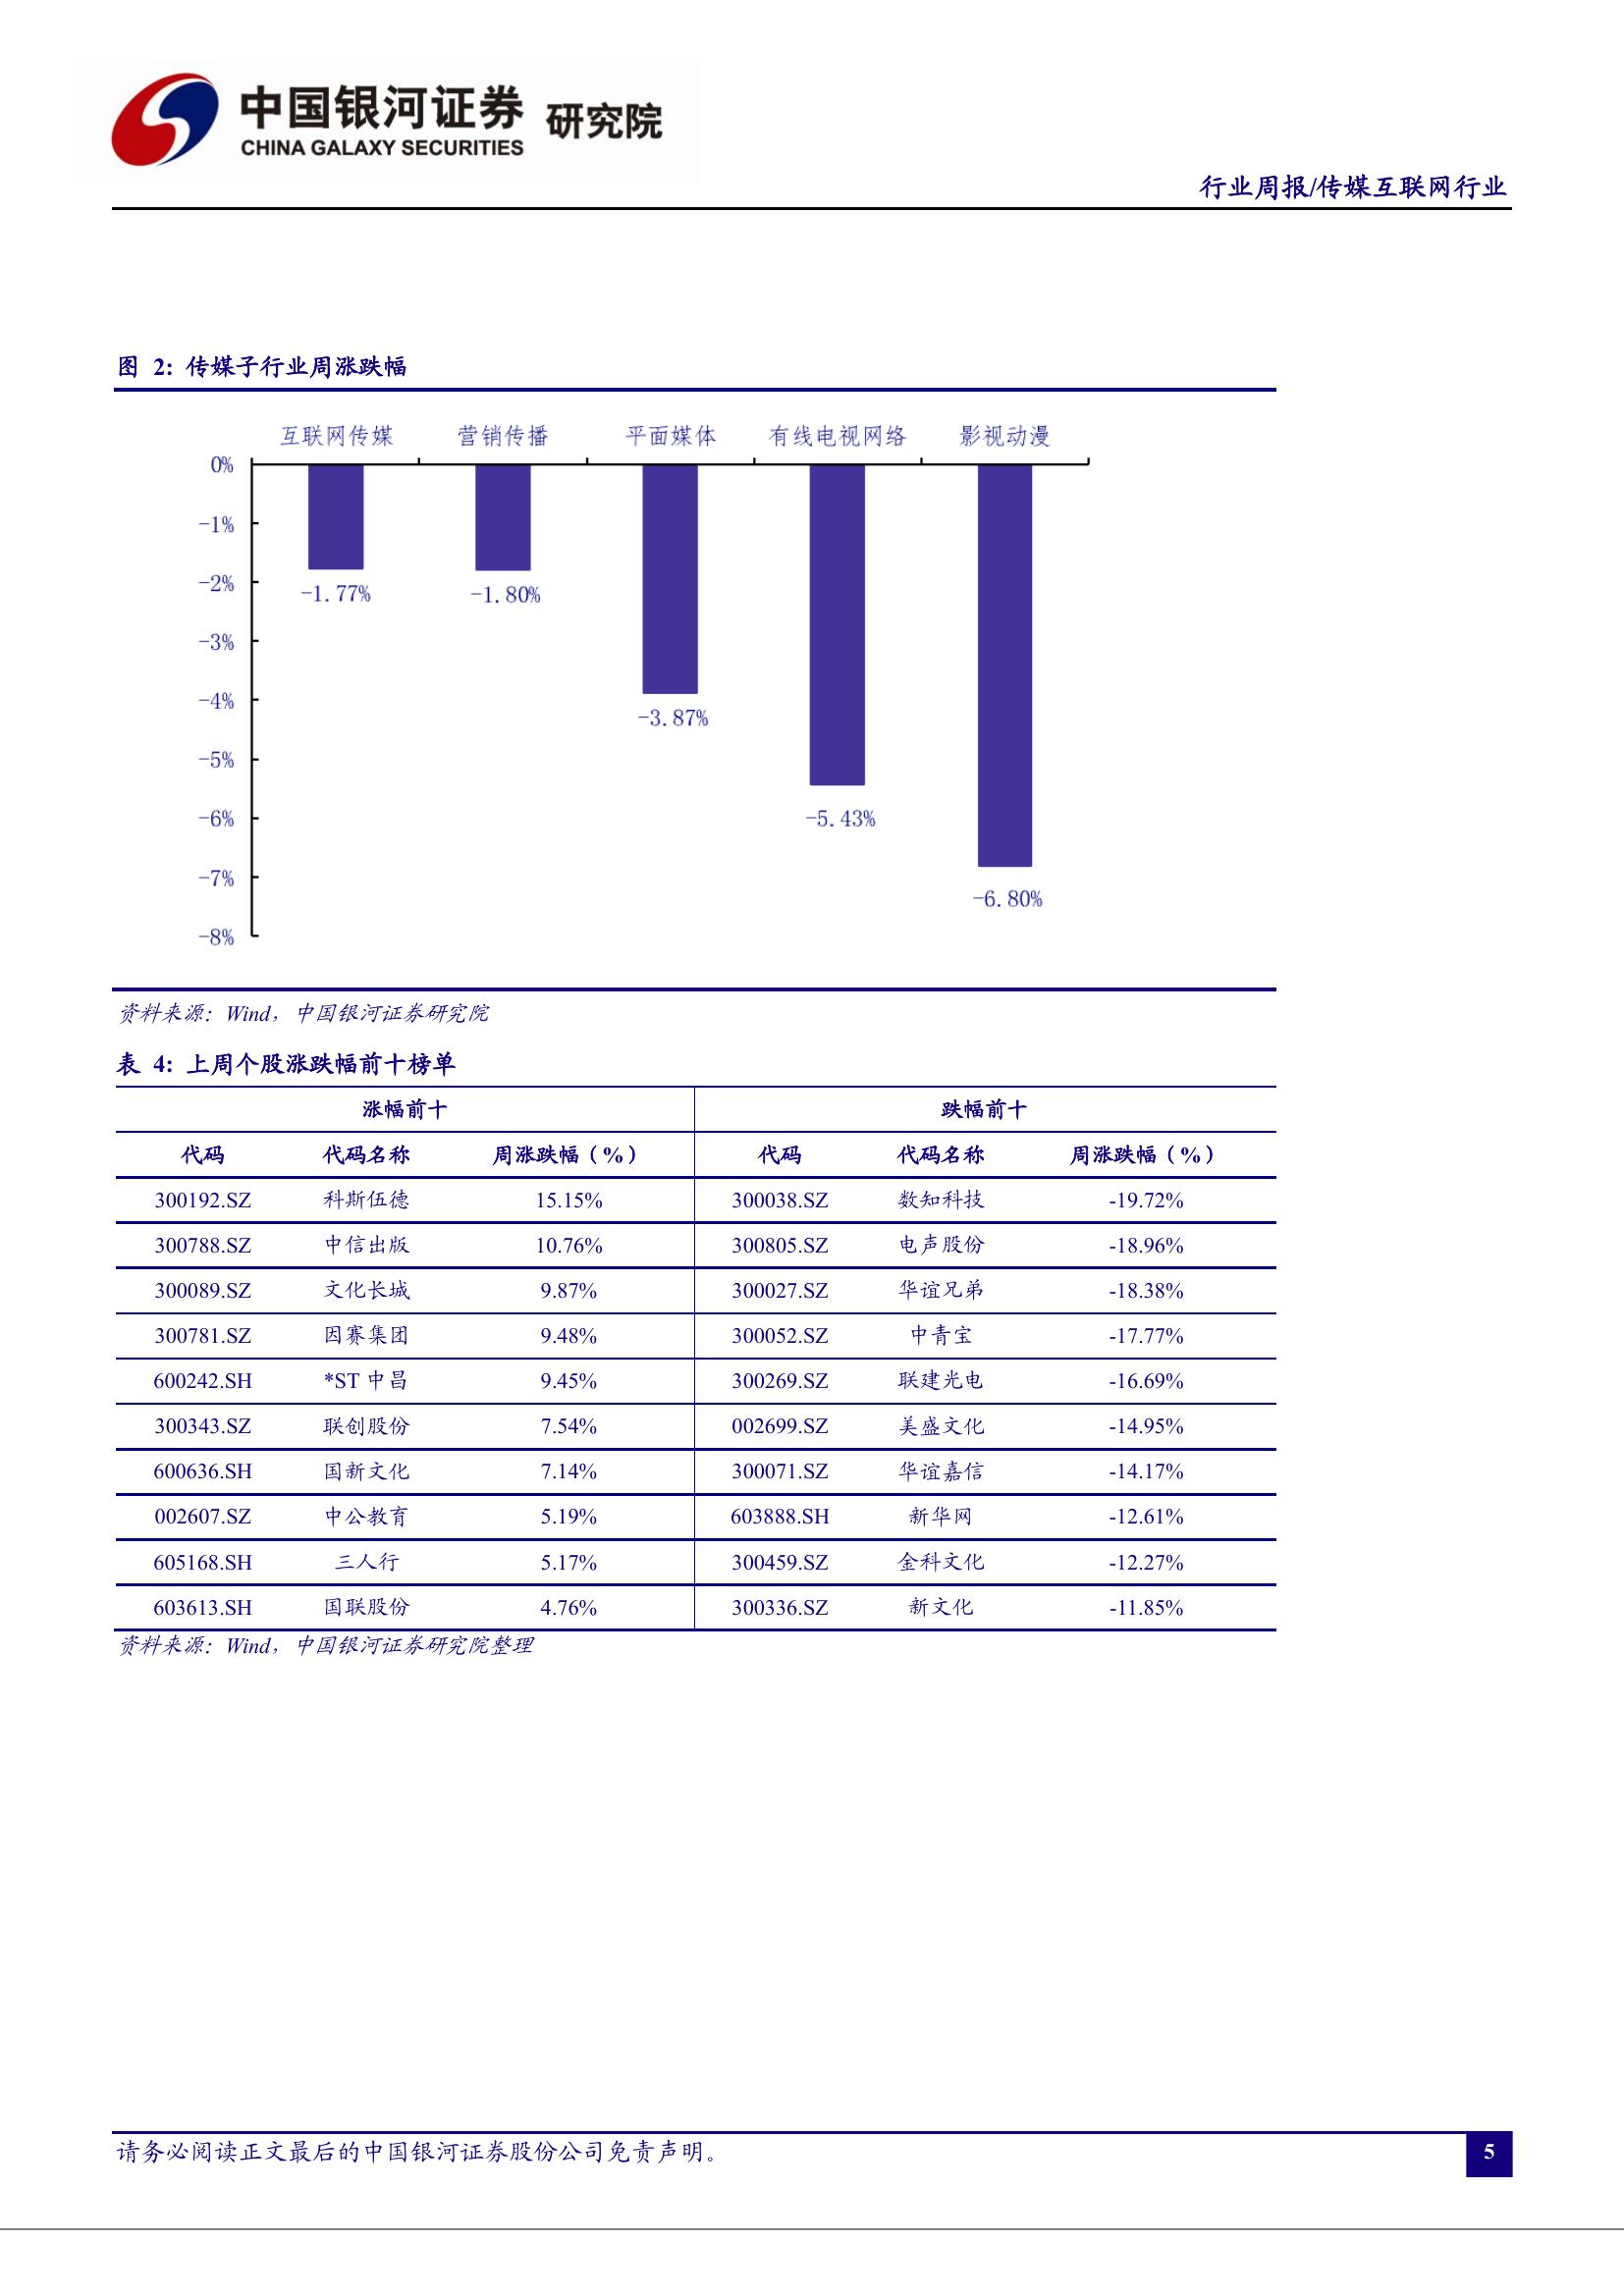 中国银河证券 研究院
CHINA GALAXY SECURITIES
行业周报/传媒互联网行业
图 2: 传媒子行业周涨跌幅
互联网传媒 营销传播 平面媒体 有线电视网络 影视动漫
0%
-1%
-2%
-3%
-4%
-5%
-6%
-7%
-8%
-1.77%
-1.80%
-3.87%
-5.43%
-6.80%
资料来源：Wind，中国银河证券研究院
表 4: 上周个股涨跌幅前十榜单
涨幅前十 跌幅前十
代码 代码名称 周涨跌幅（%） 代码 代码名称 周涨跌幅（%）
300192.SZ 科斯伍德 15.15% 300038.SZ 数知科技 -19.72%
300788.SZ 中信出版 10.76% 300805.SZ 电声股份 -18.96%
300089.SZ 文化长城 9.87% 300027.SZ 华谊兄弟 -18.38%
300781.SZ 因赛集团 9.48% 300052.SZ 中青宝 -17.77%
600242.SH *ST 中昌 9.45% 300269.SZ 联建光电 -16.69%
300343.SZ 联创股份 7.54% 002699.SZ 美盛文化 -14.95%
600636.SH 国新文化 7.14% 300071.SZ 华谊嘉信 -14.17%
002607.SZ 中公教育 5.19% 603888.SH 新华网 -12.61%
605168.SH 三人行 5.17% 300459.SZ 金科文化 -12.27%
603613.SH 国联股份 4.76% 300336.SZ 新文化 -11.85%
资料来源：Wind，中国银河证券研究院整理
请务必阅读正文最后的中国银河证券股份公司免责声明。
5